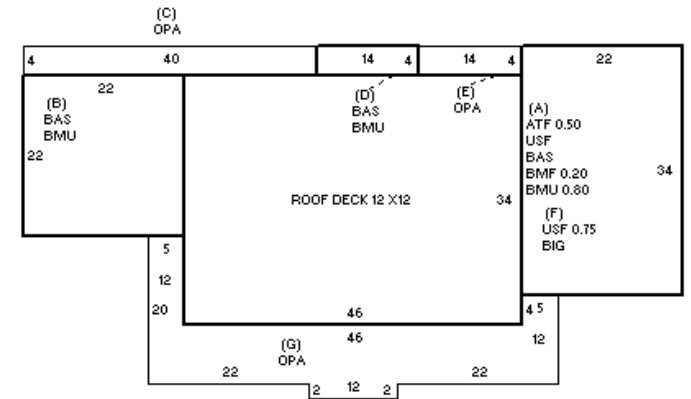 (C)
OPA
4
40
14
4
14
4
22
22
(B)
BAS
BMU
22
(D)
BAS
BMU
(E)
OPA
(A)
ATF 0.50
USF
BAS
BMF 0.20
BMU 0.80
34
ROOF DECK 12 X12
34
(F)
USF 0.75
BIG
5
12
20
46
4 5
46
12
(G)
OPA
22
22
2
12
2